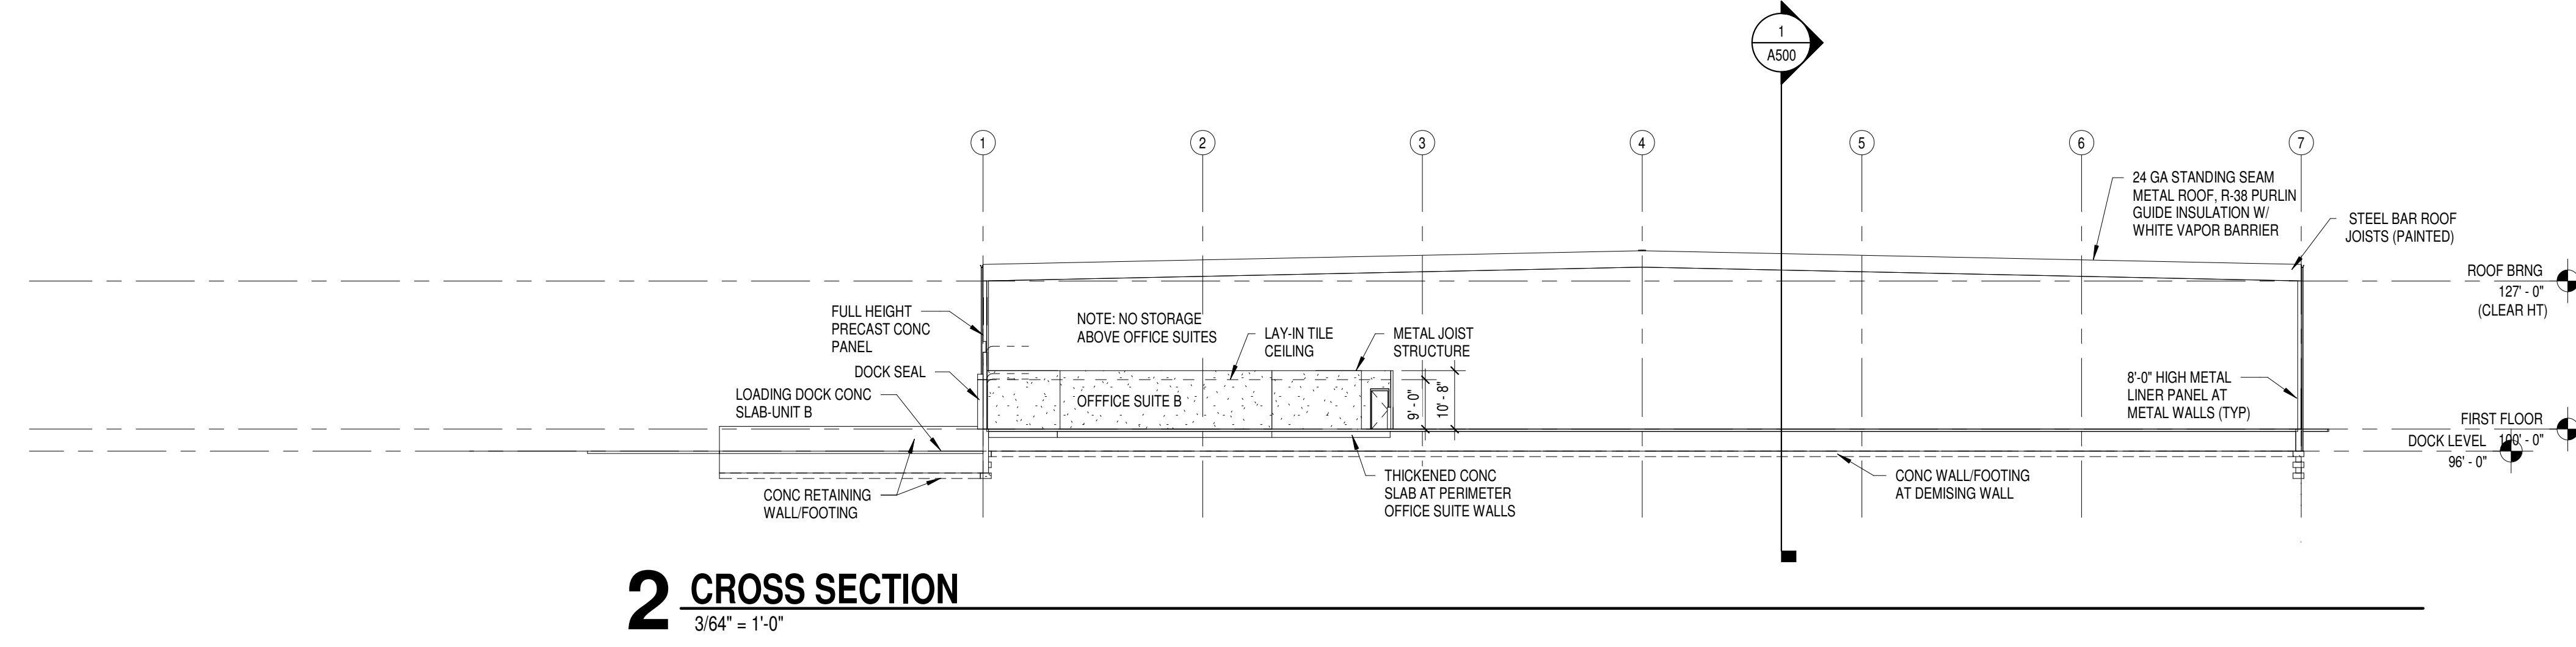 1
A500
1
2
3
4
5
6
7
24 GA STANDING SEAM
METAL ROOF, R-38 PURLIN
GUIDE INSULATION W/
WHITE VAPOR BARRIER
STEEL BAR ROOF
JOISTS (PAINTED)
ROOF BRNG
127' - 0"
(CLEAR HT)
FULL HEIGHT
PRECAST CONC
PANEL
NOTE: NO STORAGE
ABOVE OFFICE SUITES
LAY-IN TILE
CEILING
METAL JOIST
STRUCTURE
DOCK SEAL
LOADING DOCK CONC
SLAB-UNIT B
OFFFICE SUITE B
9' - 0"
10' - 8"
8'-0" HIGH METAL
LINER PANEL AT
METAL WALLS (TYP)
FIRST FLOOR
100' - 0"
DOCK LEVEL
96' - 0"
CONC RETAINING
WALL/FOOTING
THICKENED CONC
SLAB AT PERIMETER
OFFICE SUITE WALLS
CONC WALL/FOOTING
AT DEMISING WALL
2 CROSS SECTION
3/64" = 1'-0"